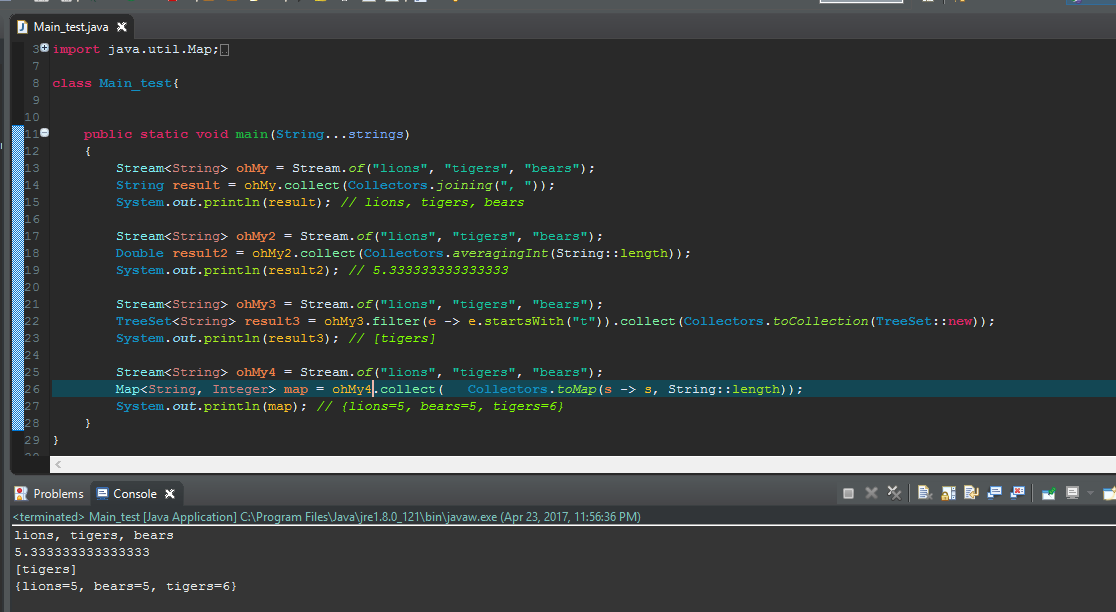 Main_test.java
3 import java.util.Map;
7
8 class Main_test{
9
10
11 public static void main(String...strings)
12 {
13 Stream<String> ohMy = Stream.of("lions", "tigers", "bears");
14 String result = ohMy.collect(Collectors.joining(", "));
15 System.out.println(result); // lions, tigers, bears
16
17 Stream<String> ohMy2 = Stream.of("lions", "tigers", "bears");
18 Double result2 = ohMy2.collect(Collectors.averagingInt(String::length));
19 System.out.println(result2); // 5.333333333333333
20
21 Stream<String> ohMy3 = Stream.of("lions", "tigers", "bears");
22 TreeSet<String> result3 = ohMy3.filter(e -> e.startsWith("t")).collect(Collectors.toCollection(TreeSet::new));
23 System.out.println(result3); // [tigers]
24
25 Stream<String> ohMy4 = Stream.of("lions", "tigers", "bears");
26 Map<String, Integer> map = ohMy4.collect(   Collectors.toMap(s -> s, String::length));
27 System.out.println(map); // {lions=5, bears=5, tigers=6}
28 }
29 }
Problems Console
<terminated> Main_test [Java Application] C:\Program Files\Java\jre1.8.0_121\bin\javaw.exe (Apr 23, 2017, 11:56:36 PM)
lions, tigers, bears
5.333333333333333
[tigers]
{lions=5, bears=5, tigers=6}